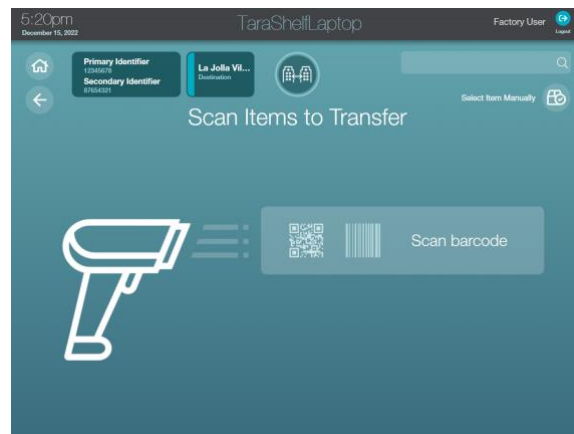 5:20pm
TaraShelfLaptop
Factory User
December 15, 2022
Logout
Primary Identifier
12345678
Secondary Identifier
87654321
La Jolla Vil...
Destination
Select Item Manually
Scan Items to Transfer
Scan barcode